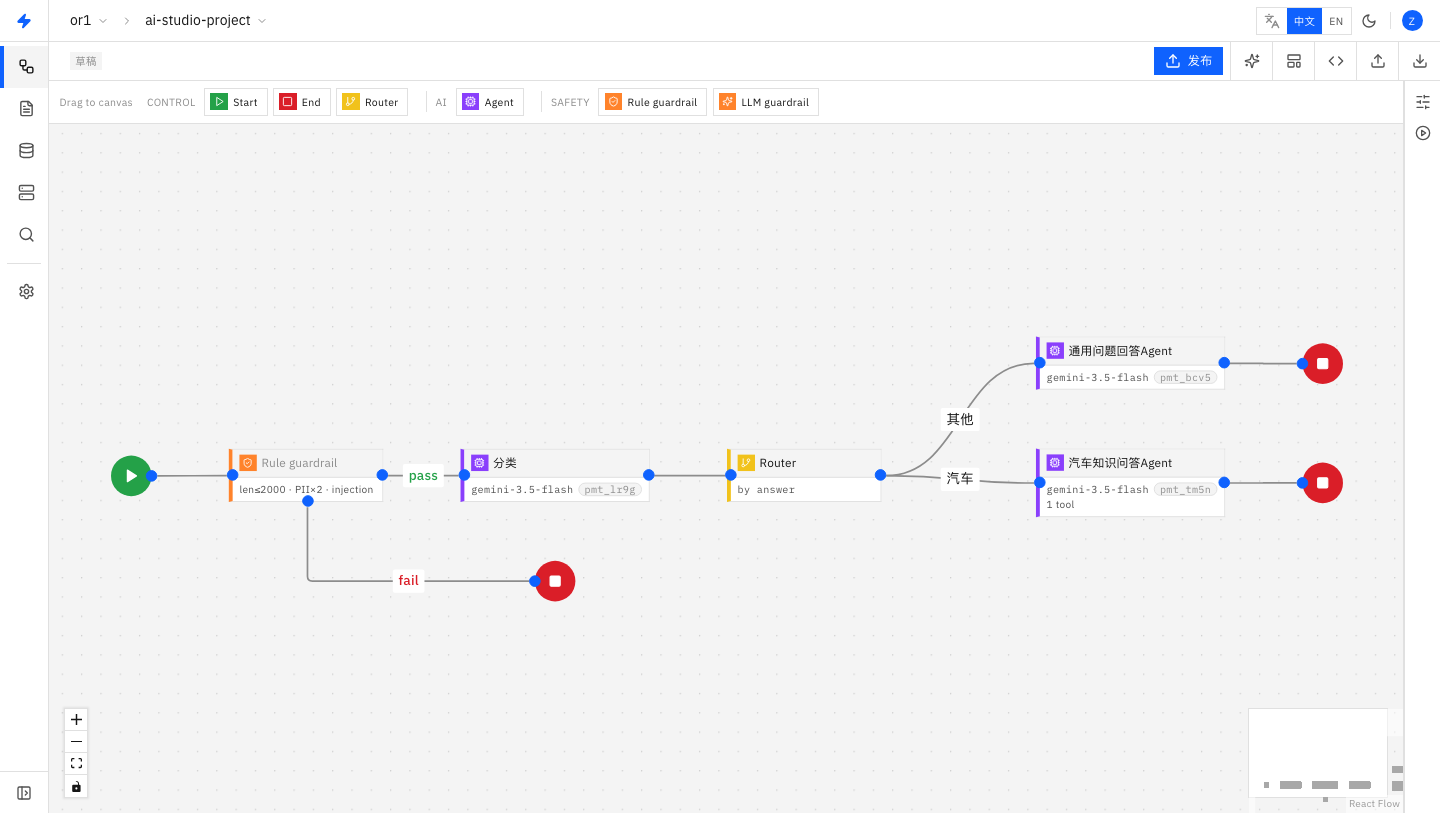 or1
ai-studio-project
中文
EN
Z
草稿
发布
Drag to canvas
CONTROL
Start
End
Router
AI
Agent
SAFETY
Rule guardrail
LLM guardrail
通用问题回答Agent
gemini-3.5-flash
pmt_bcv5
其他
Rule guardrail
len≤2000 · PII×2 · injection
pass
分类
gemini-3.5-flash
pmt_lr9g
Router
by answer
汽车
汽车知识问答Agent
gemini-3.5-flash
pmt_tm5n
1 tool
fail
React Flow